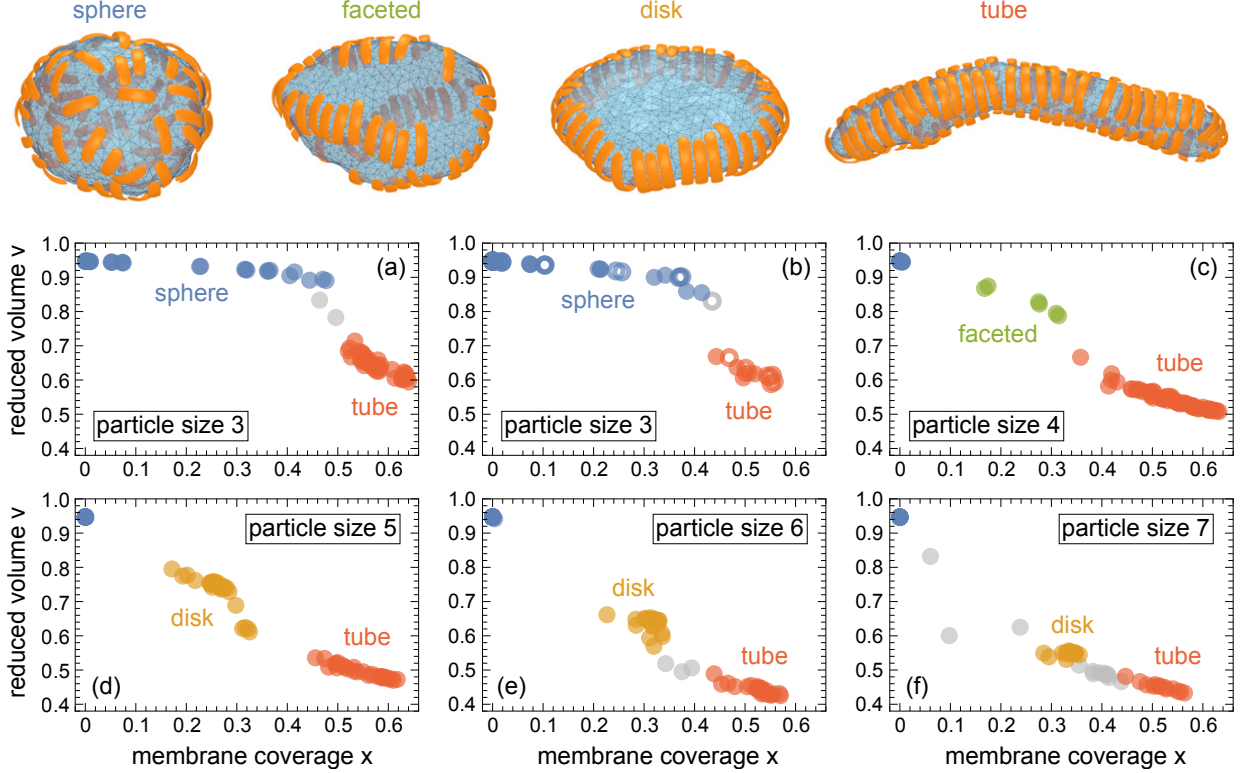 sphere faceted disk tube
reduced volume v
1.0
0.9
0.8
0.7
0.6
0.5
0.4
(a)
sphere
tube
particle size 3
0 0.1 0.2 0.3 0.4 0.5 0.6
1.0
0.9
0.8
0.7
0.6
0.5
0.4
(b)
sphere
tube
particle size 3
0 0.1 0.2 0.3 0.4 0.5 0.6
1.0
0.9
0.8
0.7
0.6
0.5
0.4
(c)
faceted
tube
particle size 4
0 0.1 0.2 0.3 0.4 0.5 0.6
reduced volume v
1.0
0.9
0.8
0.7
0.6
0.5
0.4
particle size 5
disk
tube
(d)
0 0.1 0.2 0.3 0.4 0.5 0.6
membrane coverage x
1.0
0.9
0.8
0.7
0.6
0.5
0.4
particle size 6
disk
tube
(e)
0 0.1 0.2 0.3 0.4 0.5 0.6
membrane coverage x
1.0
0.9
0.8
0.7
0.6
0.5
0.4
particle size 7
disk
tube
(f)
0 0.1 0.2 0.3 0.4 0.5 0.6
membrane coverage x